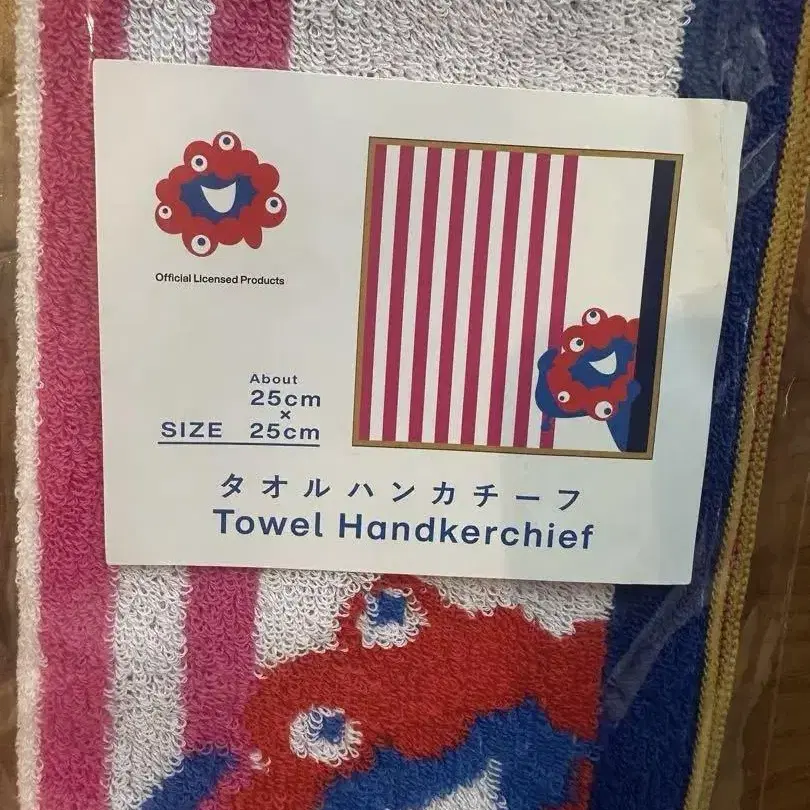 Official Licensed Products
About
25cm
×
SIZE 25cm
タオルハンカチーフ
Towel Handkerchief